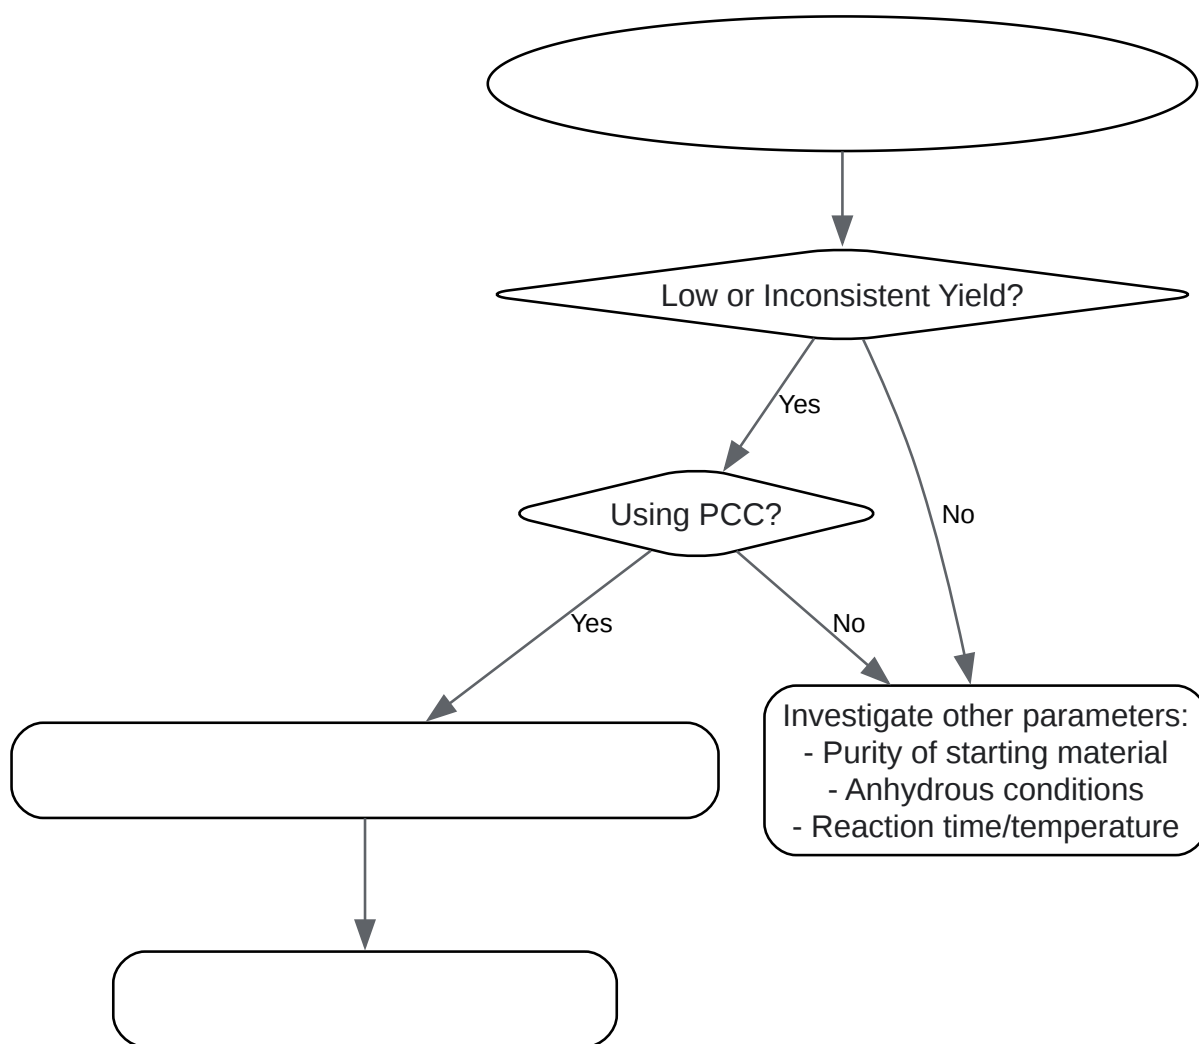 Low or Inconsistent Yield?
Yes
Using PCC?
No
Yes
No
Investigate other parameters:
- Purity of starting material
- Anhydrous conditions
- Reaction time/temperature